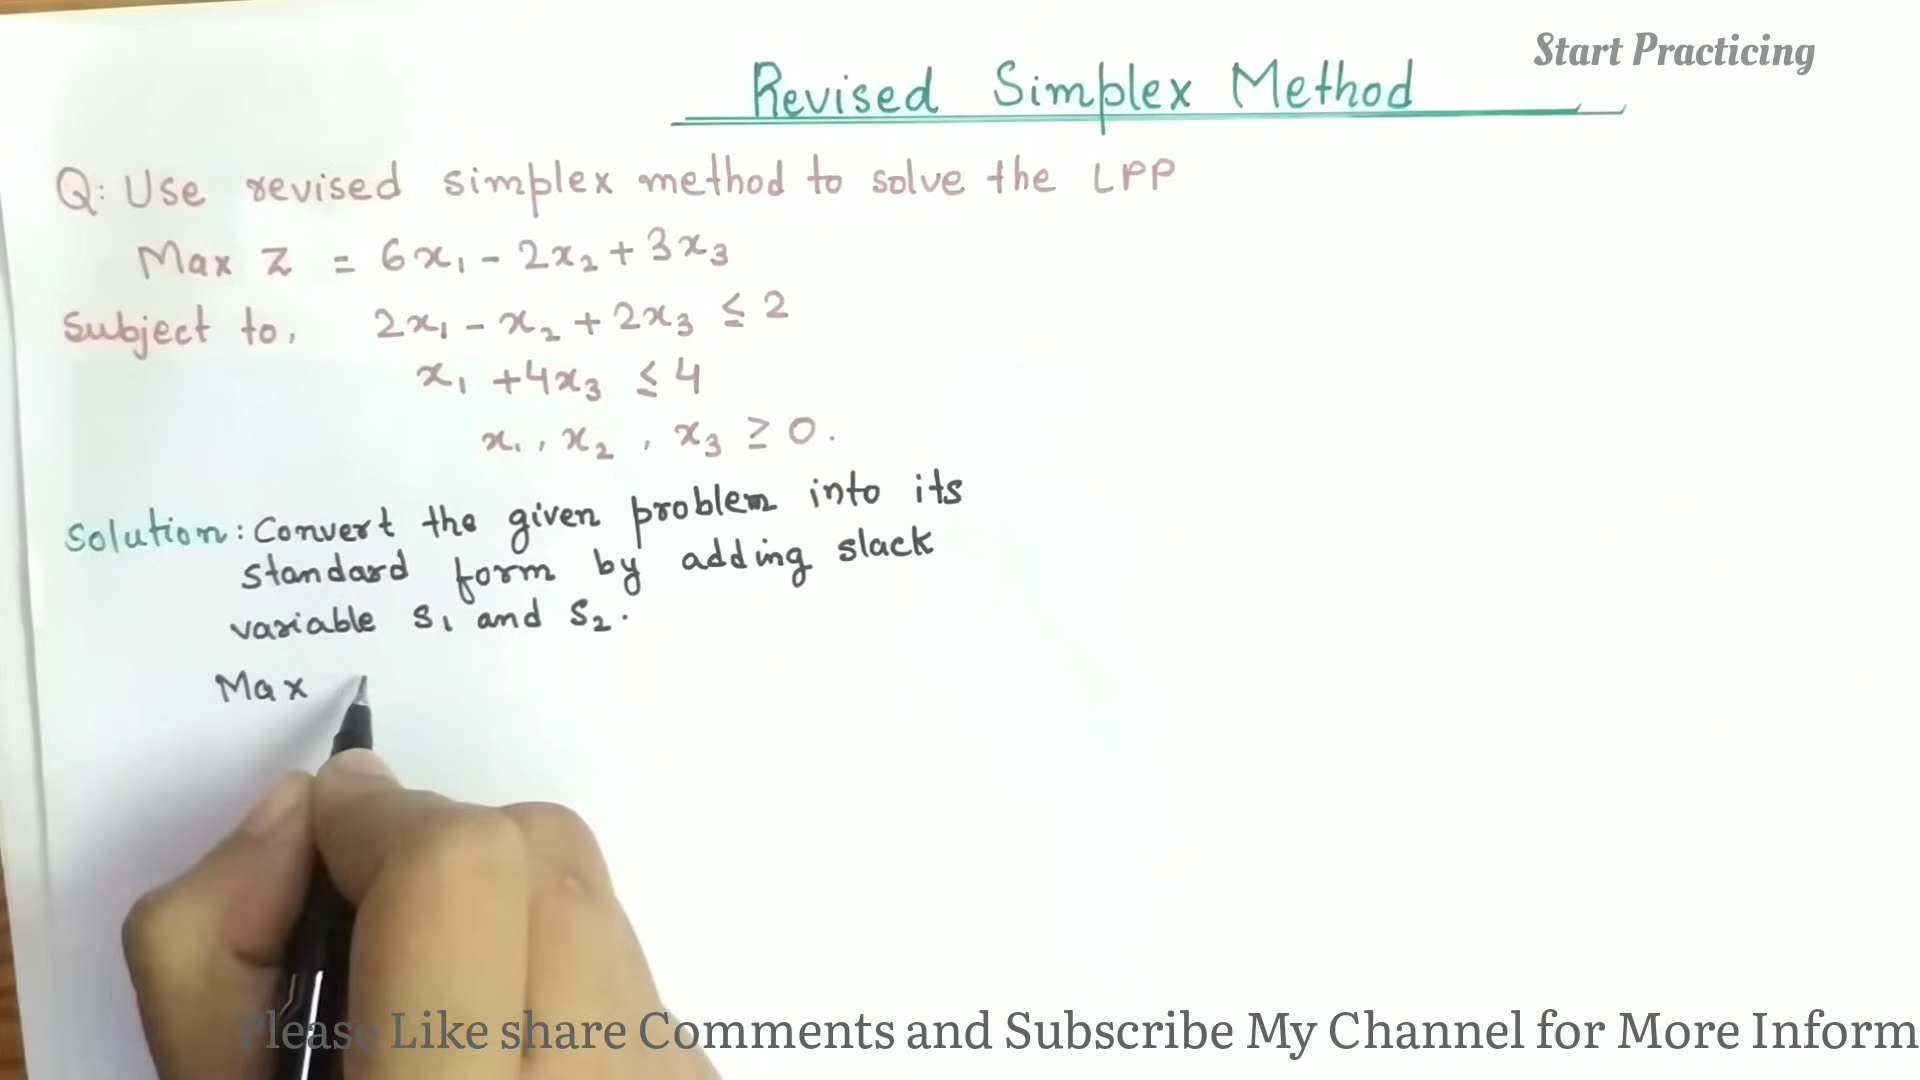 Start Practicing
Revised Simplex Method
Q: Use revised simplex method to solve the LPP
Max Z = 6x₁ - 2x₂ + 3x₃
Subject to, 2x₁ - x₂ + 2x₃ ≤ 2
x₁ + 4x₃ ≤ 4
x₁, x₂, x₃ ≥ 0.
Solution: Convert the given problem into its
standard form by adding slack
variable s₁ and s₂.
Max
Please Like share Comments and Subscribe My Channel for More Inform